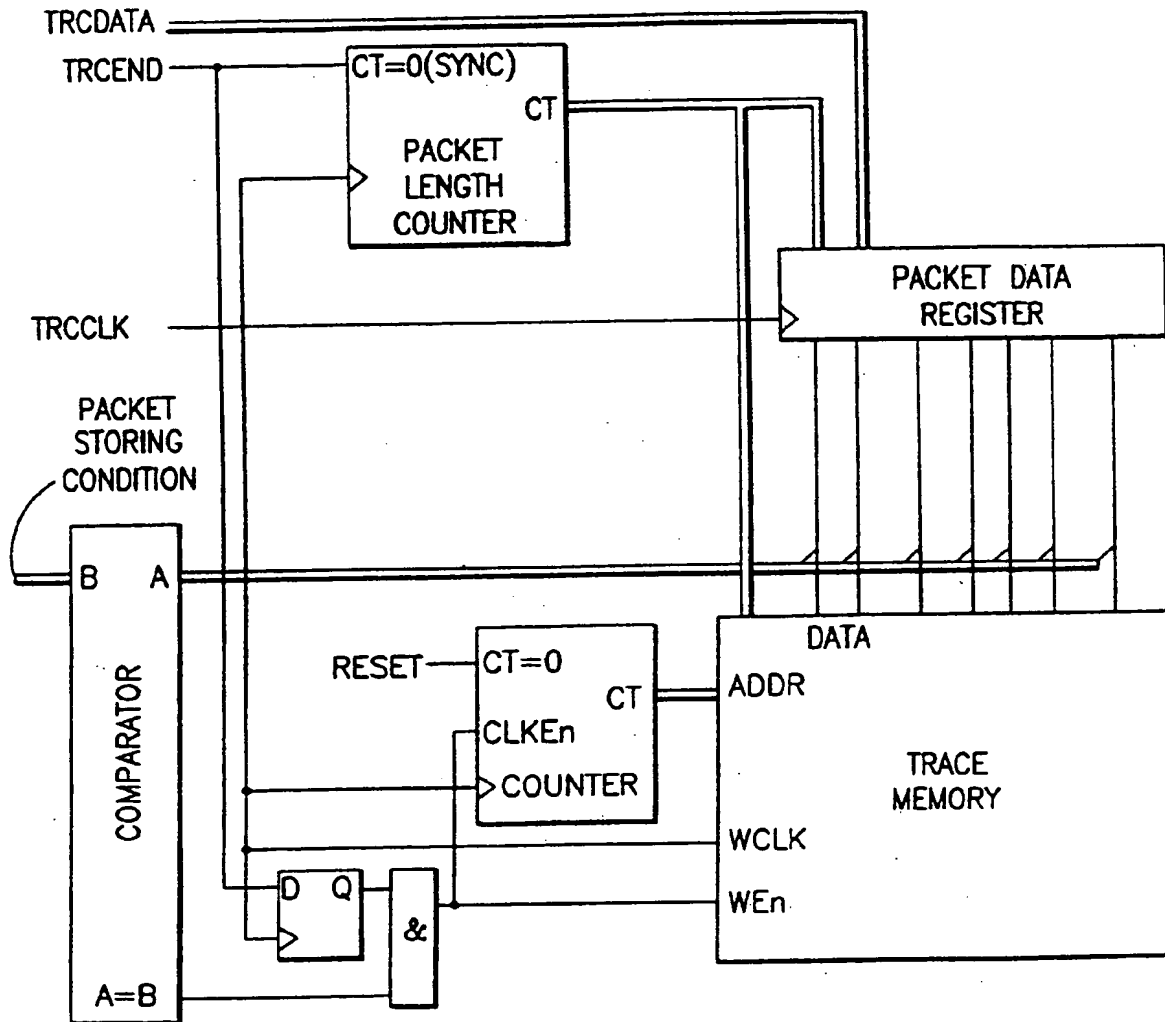 TRCDATA
TRCEND
CT=0(SYNC)
CT
PACKET
LENGTH
COUNTER
PACKET DATA
REGISTER
TRCCLK
PACKET
STORING
CONDITION
B A
COMPARATOR
A=B
RESET
CT=0
CT
CLKEn
COUNTER
D Q
&
DATA
ADDR
TRACE
MEMORY
WCLK
WEn